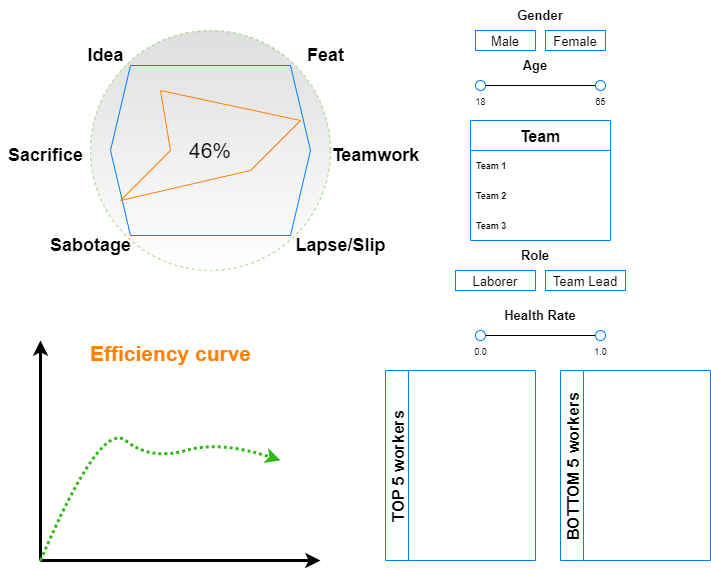 Idea
Feat
46%
Sacrifice
Teamwork
Sabotage
Lapse/Slip
Gender
Male
Female
Age
18
65
Team
Team 1
Team 2
Team 3
Role
Laborer
Team Lead
Health Rate
0.0
1.0
Efficiency curve
TOP 5 workers
BOTTOM 5 workers